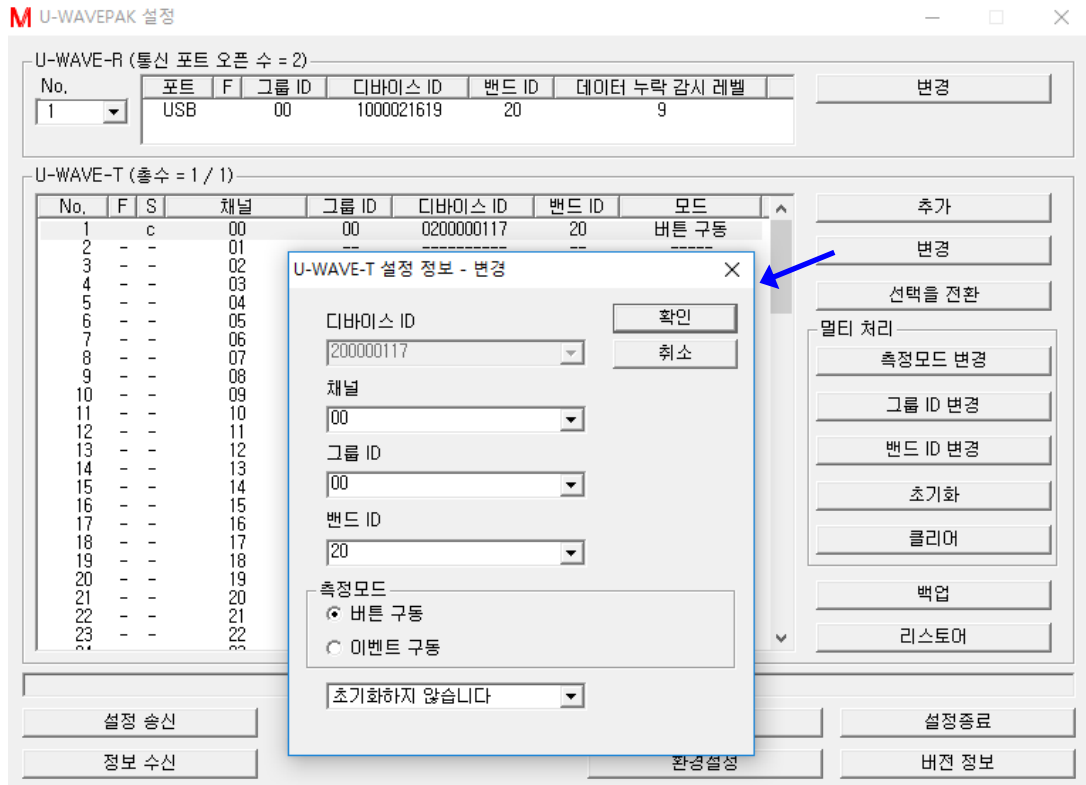 M U-WAVEPAK 설정
U-WAVE-R (통신 포트 오픈 수 = 2)
No. 포트 F 그룹 ID 디바이스 ID 밴드 ID 데이터 누락 감시 레벨 변경
1 USB 00 1000021619 20 9
U-WAVE-T (총수 = 1 / 1)
No. F S 채널 그룹 ID 디바이스 ID 밴드 ID 모드 추가
1 c 00 00 0200000117 20 버튼 구동
2 - - 01 -- ---------- -- -----
변경
3 - - 02
4 - - 03
5 - - 04
6 - - 05
7 - - 06
8 - - 07
9 - - 08
10 - - 09
11 - - 10
12 - - 11
13 - - 12
14 - - 13
15 - - 14
16 - - 15
17 - - 16
18 - - 17
19 - - 18
20 - - 19
21 - - 20
22 - - 21
23 - - 22
U-WAVE-T 설정 정보 - 변경
디바이스 ID
200000117
채널
00
그룹 ID
00
밴드 ID
20
측정모드
버튼 구동
이벤트 구동
초기화하지 않습니다
확인
취소
선택을 전환
멀티 처리
측정모드 변경
그룹 ID 변경
밴드 ID 변경
초기화
클리어
백업
리스토어
설정 송신
설정종료
정보 수신
환경설정
버전 정보